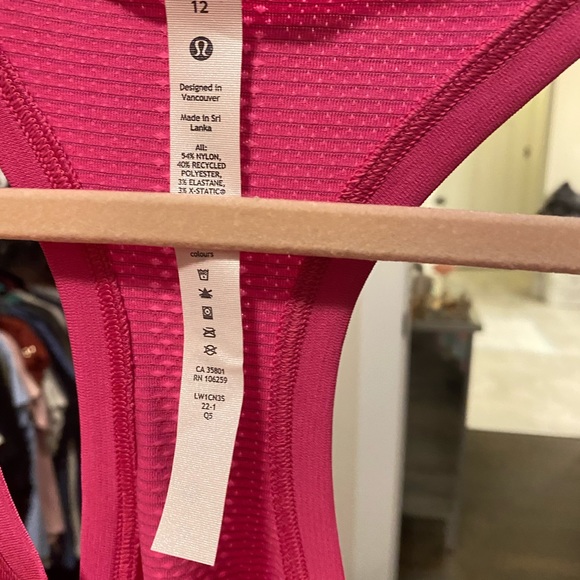 12
Designed in
Vancouver
Made in Sri
Lanka
All:
54% NYLON,
40% RECYCLED
POLYESTER,
3% ELASTANE,
3% X-STATIC®
colours
CA 35801
RN 106259
LW1CN3S
22-1
Q5